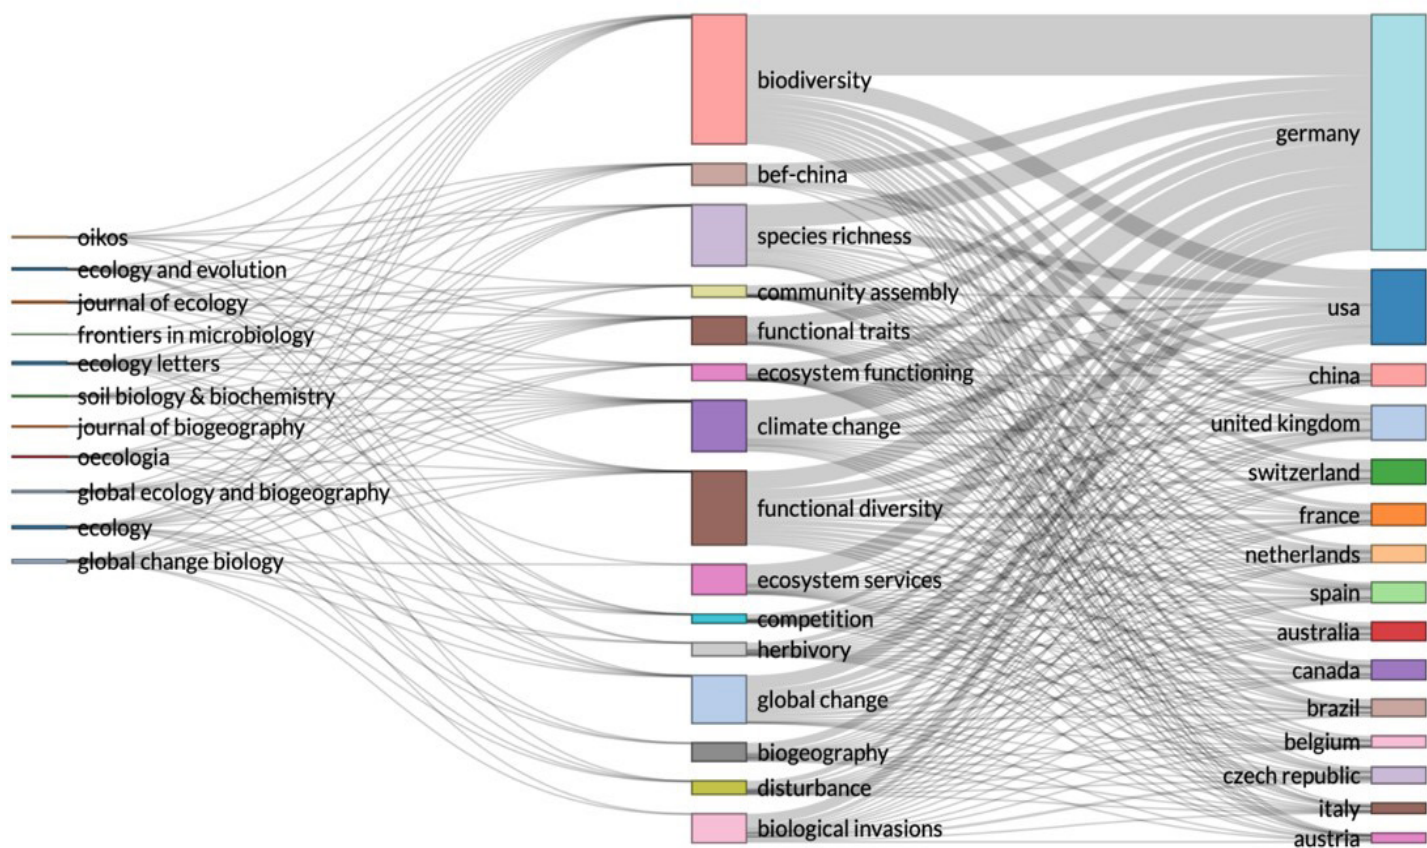 oikos
ecology and evolution
journal of ecology
frontiers in microbiology
ecology letters
soil biology & biochemistry
journal of biogeography
oecologia
global ecology and biogeography
ecology
global change biology
biodiversity
bef-china
species richness
community assembly
functional traits
ecosystem functioning
climate change
functional diversity
ecosystem services
competition
herbivory
global change
biogeography
disturbance
biological invasions
germany
usa
china
united kingdom
switzerland
france
netherlands
spain
australia
canada
brazil
belgium
czech republic
italy
austria